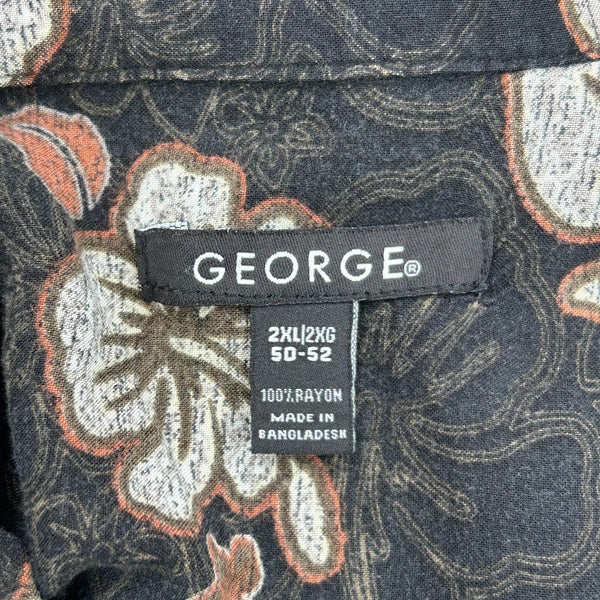 GEORGE®
2XL|2XG
50-52
100% RAYON
MADE IN
BANGLADESH